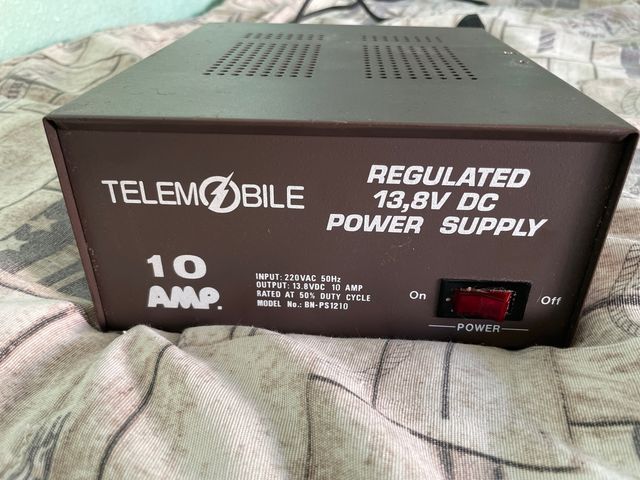 TELEMOBILE
REGULATED
13,8V DC
POWER SUPPLY
10
AMP.
INPUT: 220VAC 50Hz
OUTPUT: 13.8VDC 10 AMP
RATED AT 50% DUTY CYCLE
MODEL No.: BN-PS1210
On Off
POWER